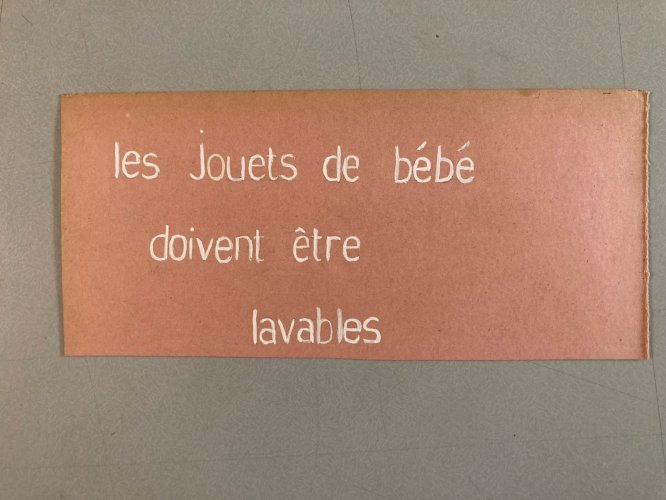 les jouets de bébé
doivent être
lavables